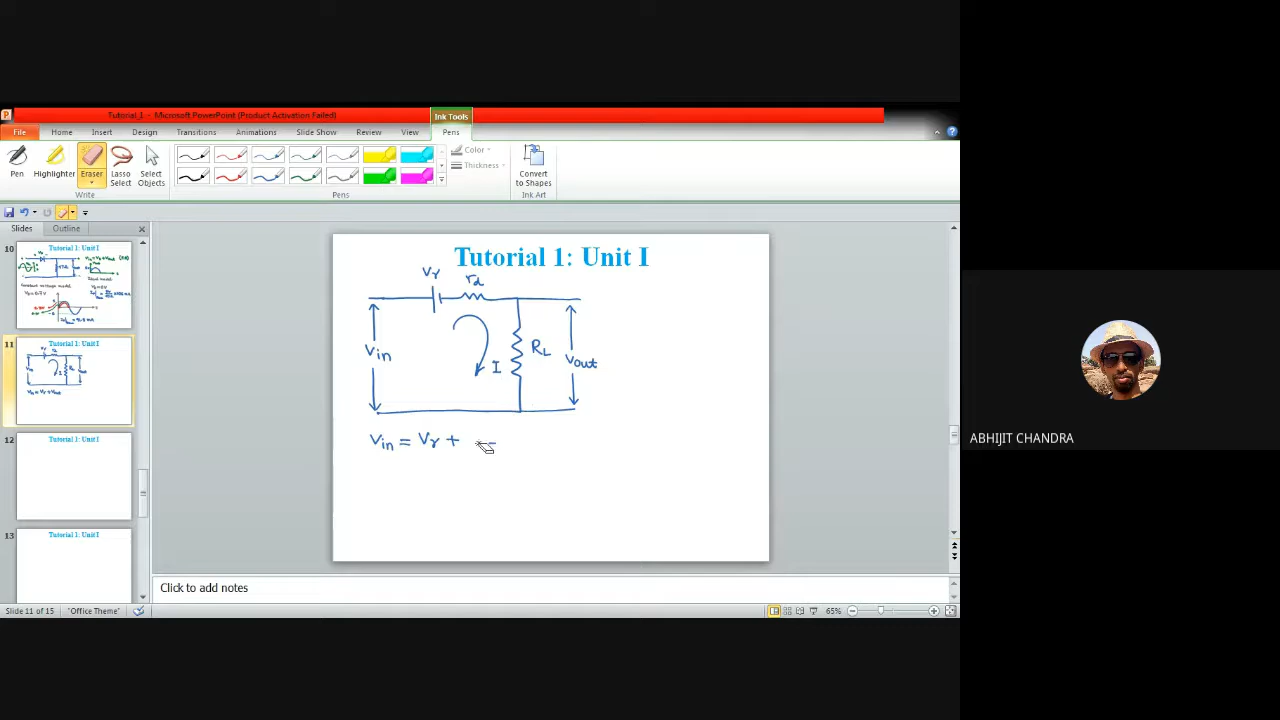 Tutorial_1 - Microsoft PowerPoint (Product Activation Failed)
Ink Tools
File Home Insert Design Transitions Animations Slide Show Review View Pens
Pen Highlighter Eraser Lasso Select Select Objects
Color
Thickness
Convert to Shapes
Write Pens Ink Art
Slides Outline
10 Tutorial 1: Unit I
11 Tutorial 1: Unit I
12 Tutorial 1: Unit I
13 Tutorial 1: Unit I
Tutorial 1: Unit I
Vγ rd
Vin I RL Vout
Vin = Vγ +
Click to add notes
Slide 11 of 15 "Office Theme" 65%
ABHIJIT CHANDRA